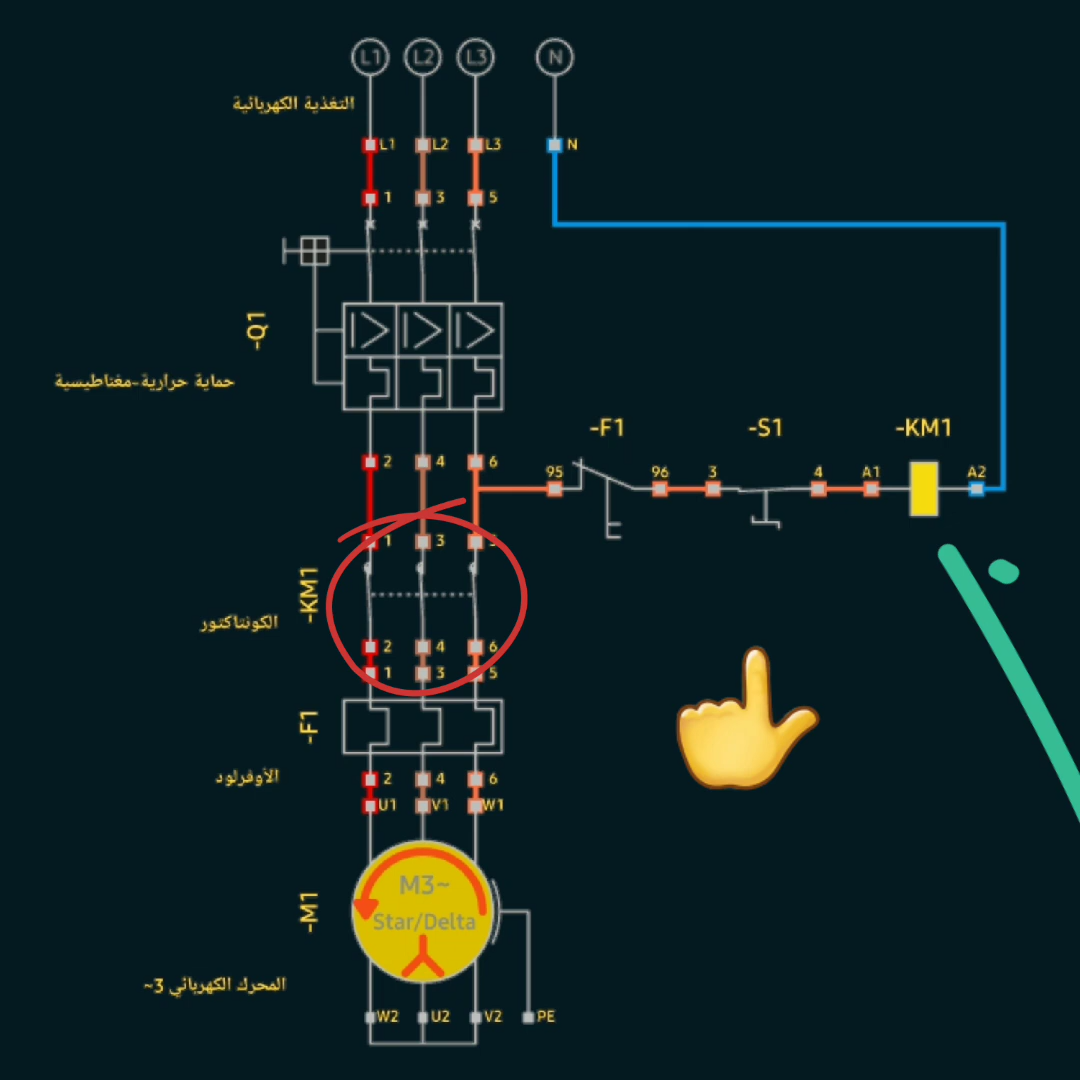 L1 L2 L3 N
التغذية الكهربائية
L1 L2 L3 N
1 3 5
-Q1
حماية حرارية-مغناطيسية
-F1 -S1 -KM1
2 4 6 95 96 3 4 A1 A2
1 3 5
-KM1
الكونتاكتور
2 4 6
1 3 5
-F1
الأوفرلود
2 4 6
U1 V1 W1
M3~
-M1
Star/Delta
المحرك الكهربائي 3~
W2 U2 V2 PE